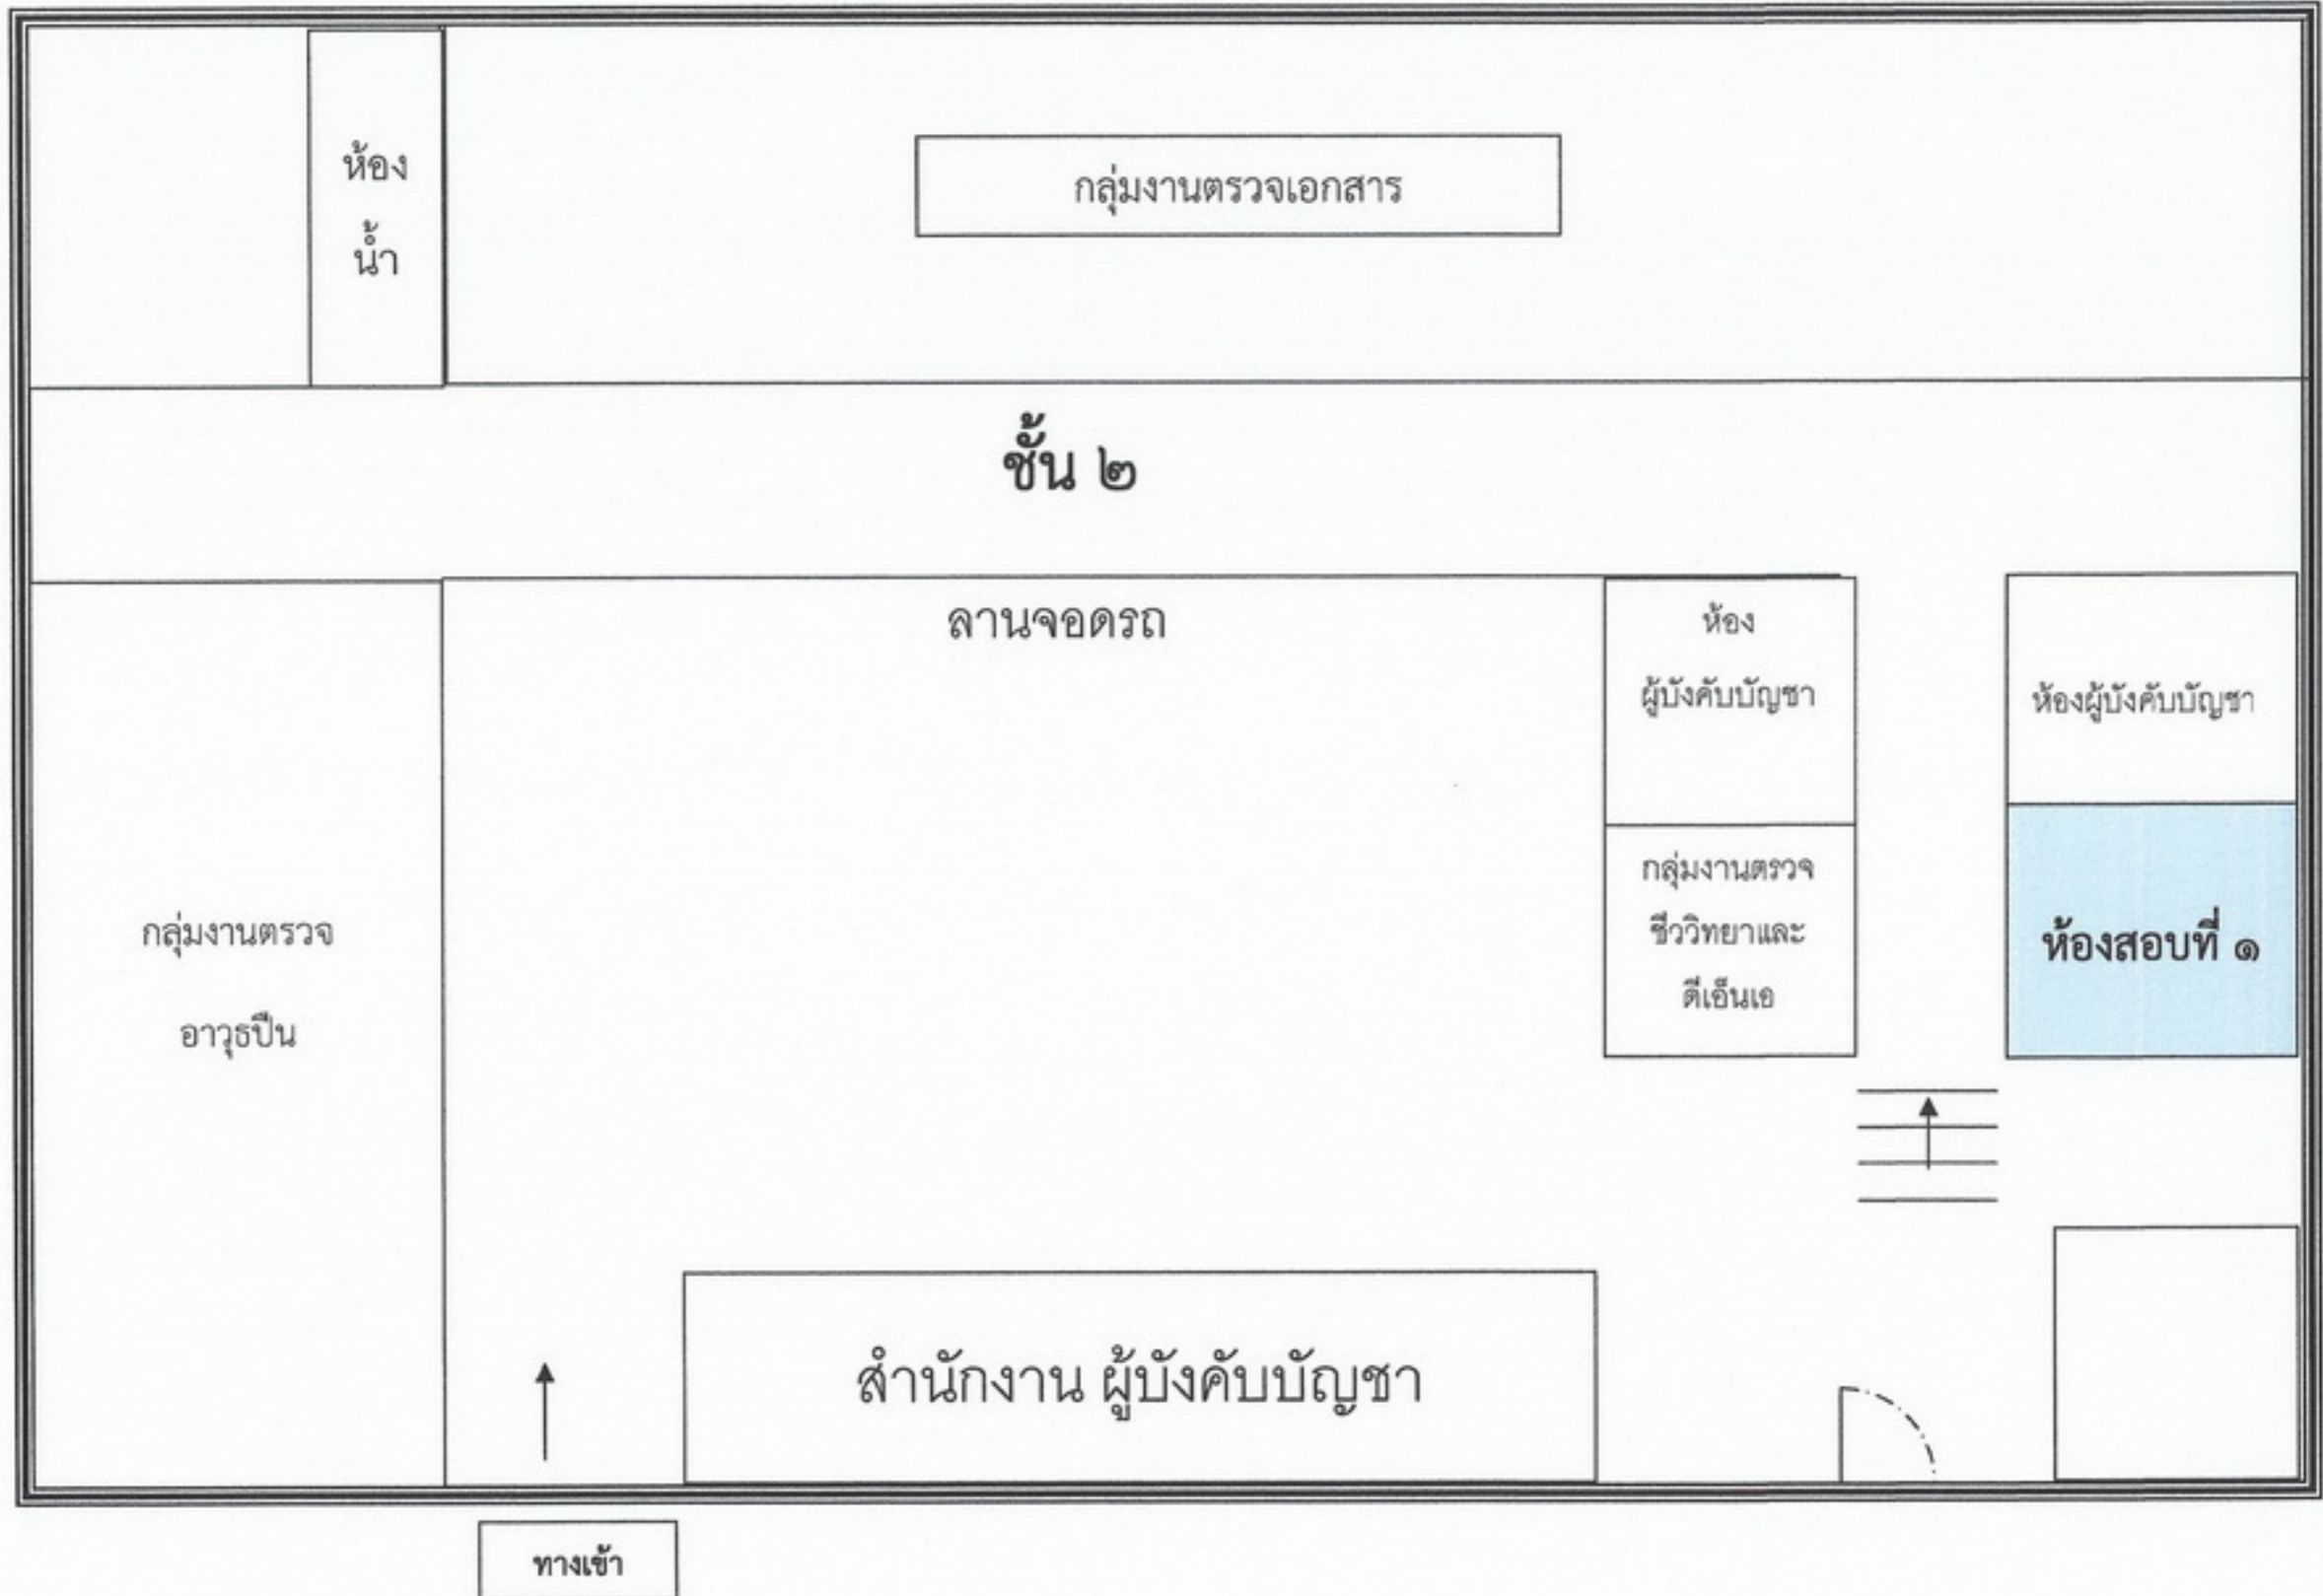 ห้อง
น้ำ
กลุ่มงานตรวจเอกสาร
ชั้น ๒
ลานจอดรถ
ห้อง
ผู้บังคับบัญชา
ห้องผู้บังคับบัญชา
กลุ่มงานตรวจ
ชีววิทยาและ
ดีเอ็นเอ
ห้องสอบที่ ๑
กลุ่มงานตรวจ
อาวุธปืน
สำนักงาน ผู้บังคับบัญชา
ทางเข้า